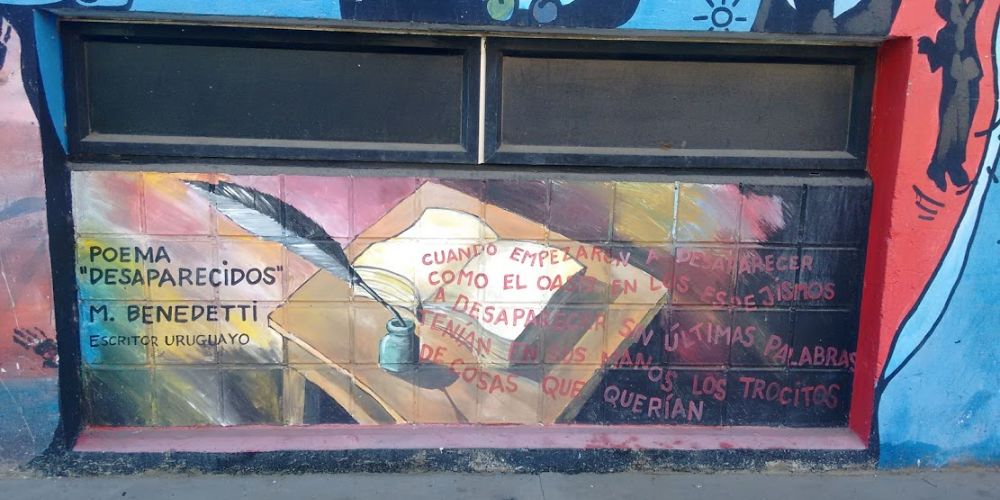 POEMA
"DESAPARECIDOS"
M. BENEDETTI
ESCRITOR URUGUAYO
CUANDO EMPEZARON A DESAPARECER
COMO EL OASIS EN LOS ESPEJISMOS
A DESAPARECER SIN ÚLTIMAS PALABRAS
TENÍAN EN SUS MANOS LOS TROCITOS
DE COSAS QUE QUERÍAN